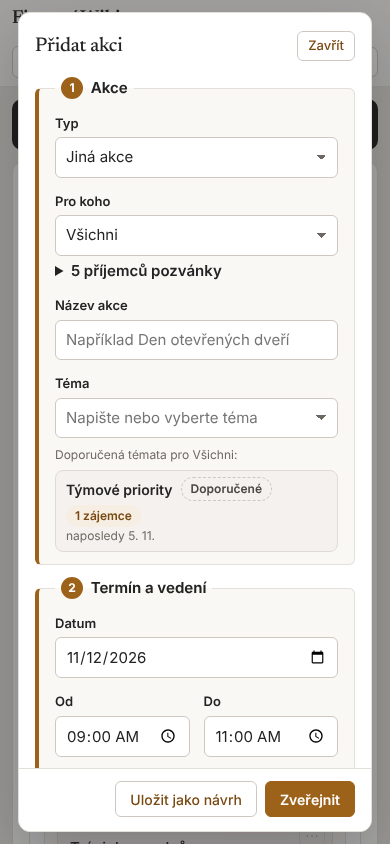 Přidat akci
Zavřít
1 Akce
Typ
Jiná akce
Pro koho
Všichni
5 příjemců pozvánky
Název akce
Například Den otevřených dveří
Téma
Napište nebo vyberte téma
Doporučená témata pro Všichni:
Týmové priority Doporučené
1 zájemce
naposledy 5. 11.
2 Termín a vedení
Datum
11/12/2026
Od Do
09:00 AM 11:00 AM
Uložit jako návrh Zveřejnit